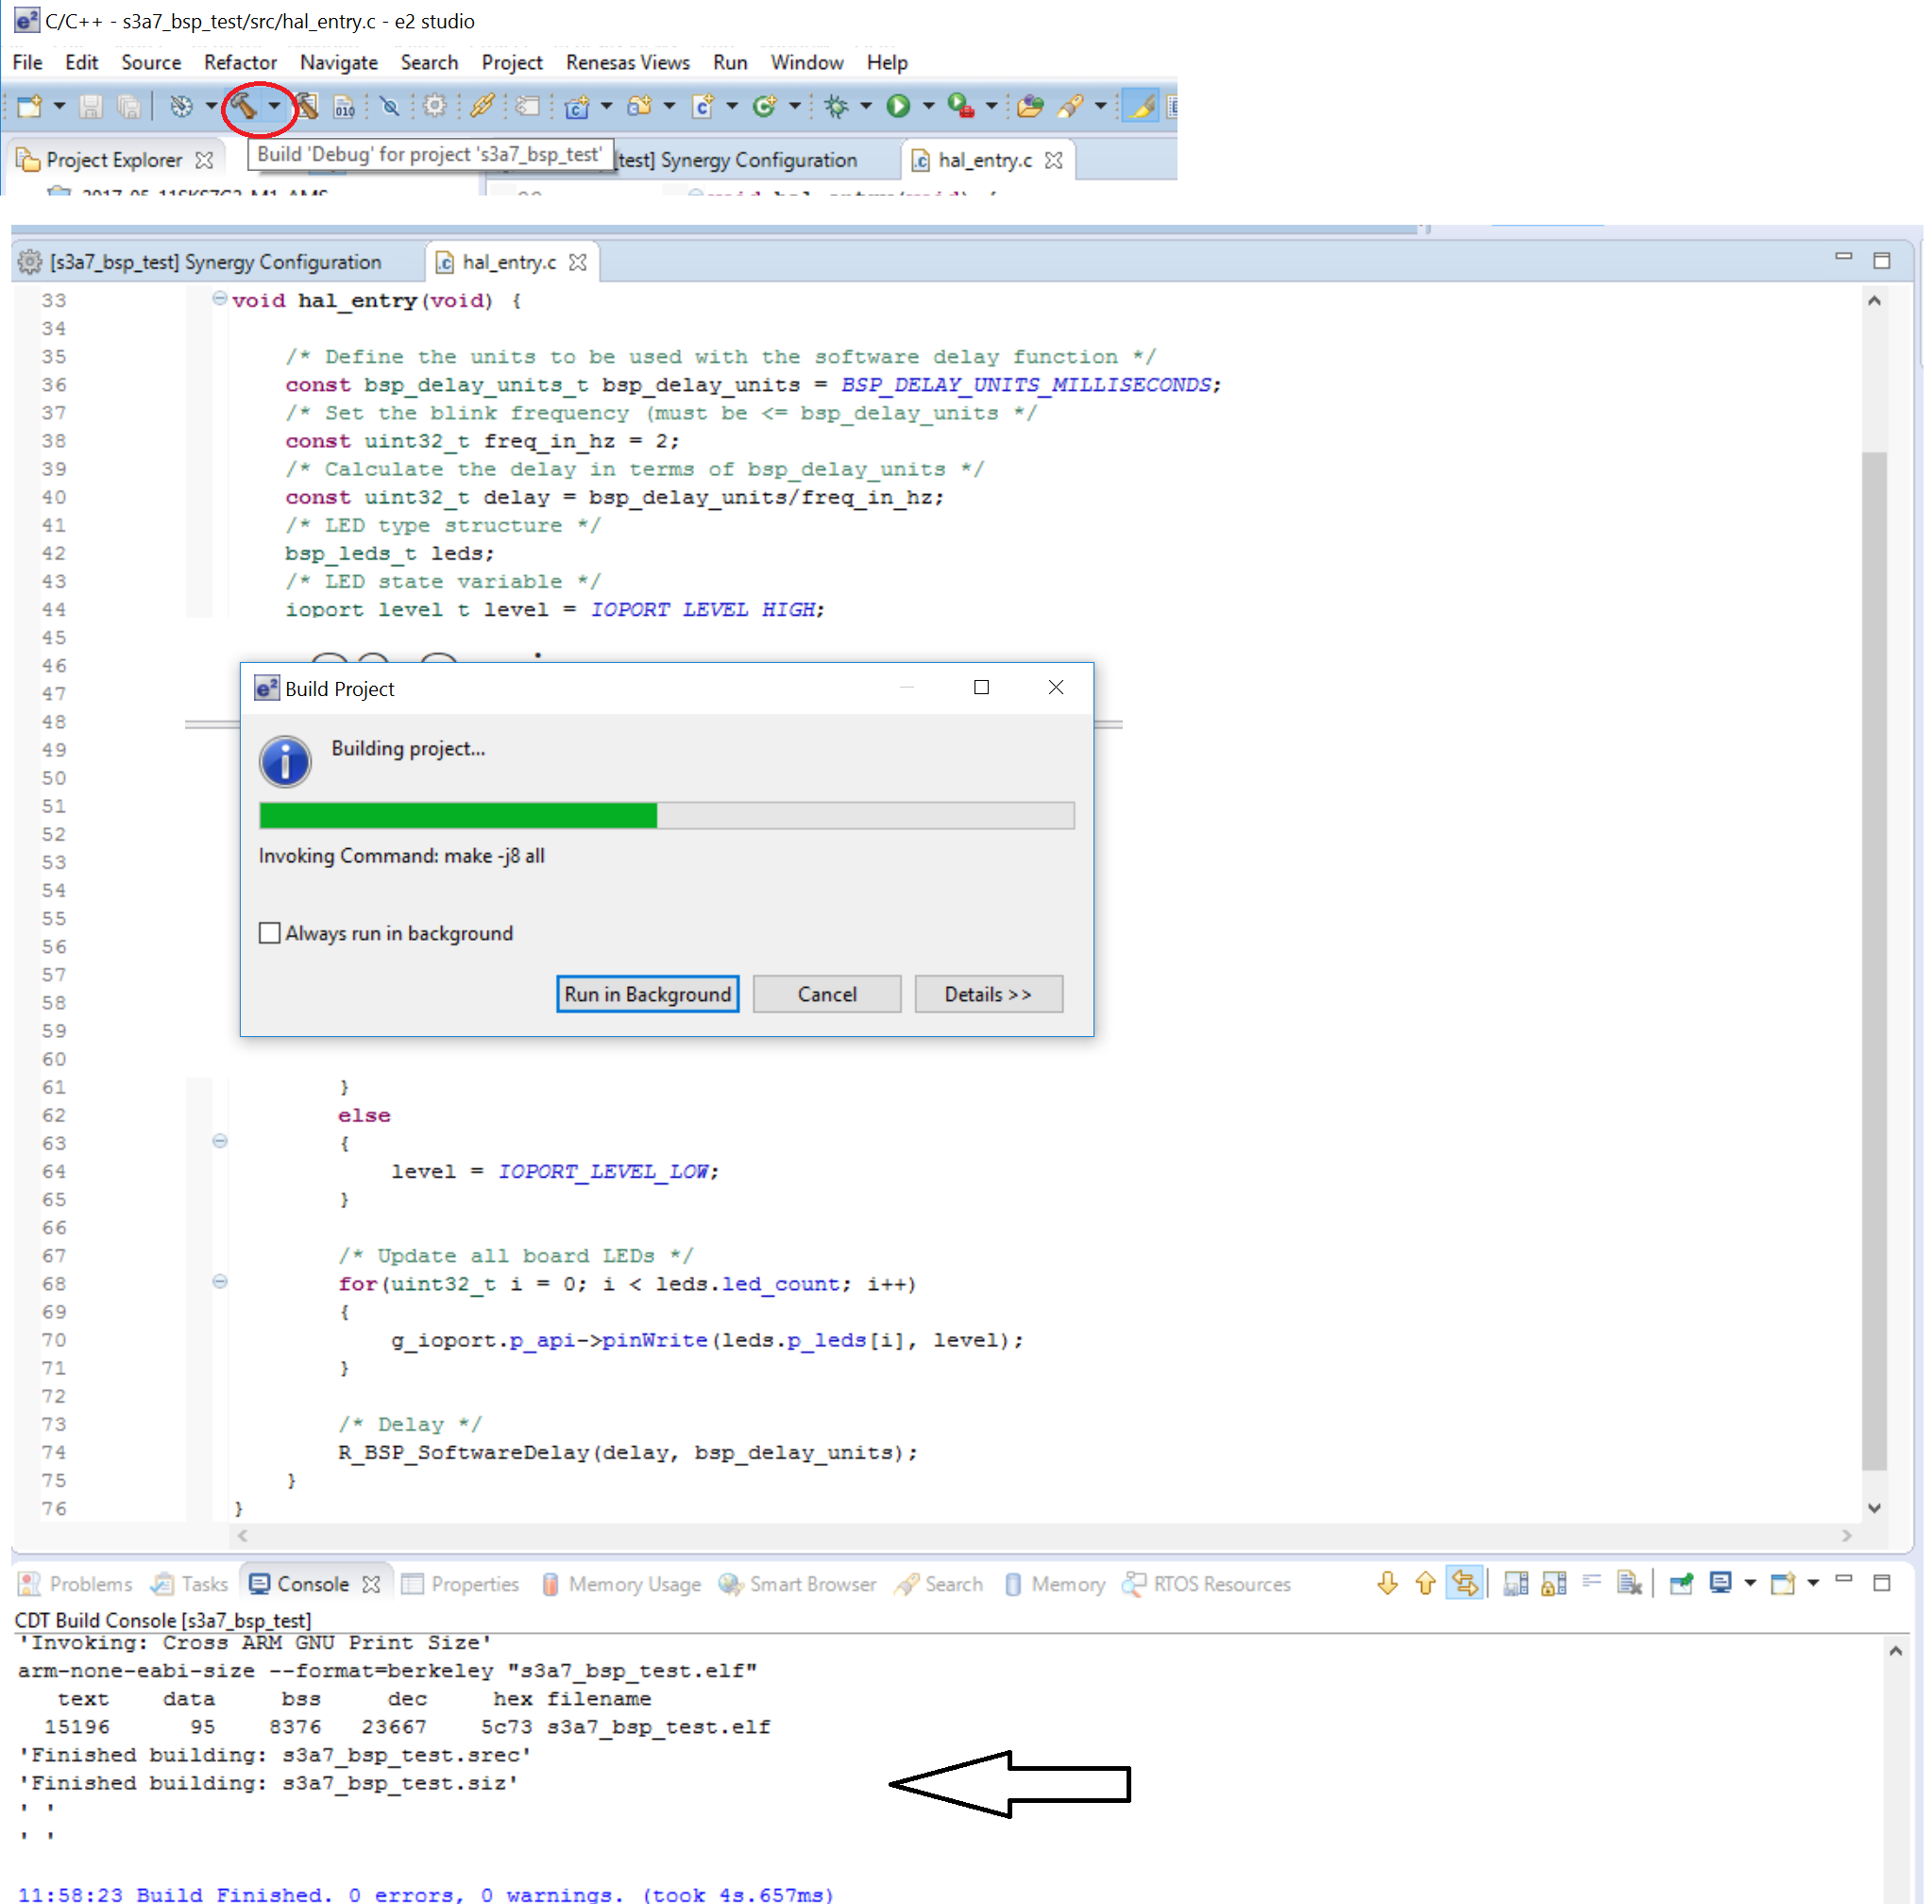 C/C++ - s3a7_bsp_test/src/hal_entry.c - e2 studio
File Edit Source Refactor Navigate Search Project Renesas Views Run Window Help
Project Explorer Build 'Debug' for project 's3a7_bsp_test' test] Synergy Configuration hal_entry.c
[s3a7_bsp_test] Synergy Configuration hal_entry.c
33 void hal_entry(void) {
34
35 /* Define the units to be used with the software delay function */
36 const bsp_delay_units_t bsp_delay_units = BSP_DELAY_UNITS_MILLISECONDS;
37 /* Set the blink frequency (must be <= bsp_delay_units */
38 const uint32_t freq_in_hz = 2;
39 /* Calculate the delay in terms of bsp_delay_units */
40 const uint32_t delay = bsp_delay_units/freq_in_hz;
41 /* LED type structure */
42 bsp_leds_t leds;
43 /* LED state variable */
44 ioport_level_t level = IOPORT_LEVEL_HIGH;
45
46
47
48
49
50
51
52
53
54
55
56
57
58
59
60
Build Project
Building project...
Invoking Command: make -j8 all
Always run in background
Run in Background Cancel Details >>
61 }
62 else
63 {
64 level = IOPORT_LEVEL_LOW;
65 }
66
67 /* Update all board LEDs */
68 for(uint32_t i = 0; i < leds.led_count; i++)
69 {
70 g_ioport.p_api->pinWrite(leds.p_leds[i], level);
71 }
72
73 /* Delay */
74 R_BSP_SoftwareDelay(delay, bsp_delay_units);
75 }
76 }
Problems Tasks Console Properties Memory Usage Smart Browser Search Memory RTOS Resources
CDT Build Console [s3a7_bsp_test]
'Invoking: Cross ARM GNU Print Size'
arm-none-eabi-size --format=berkeley "s3a7_bsp_test.elf"
text data bss dec hex filename
15196 95 8376 23667 5c73 s3a7_bsp_test.elf
'Finished building: s3a7_bsp_test.srec'
'Finished building: s3a7_bsp_test.siz'
' '
' '
11:58:23 Build Finished. 0 errors, 0 warnings. (took 4s.657ms)